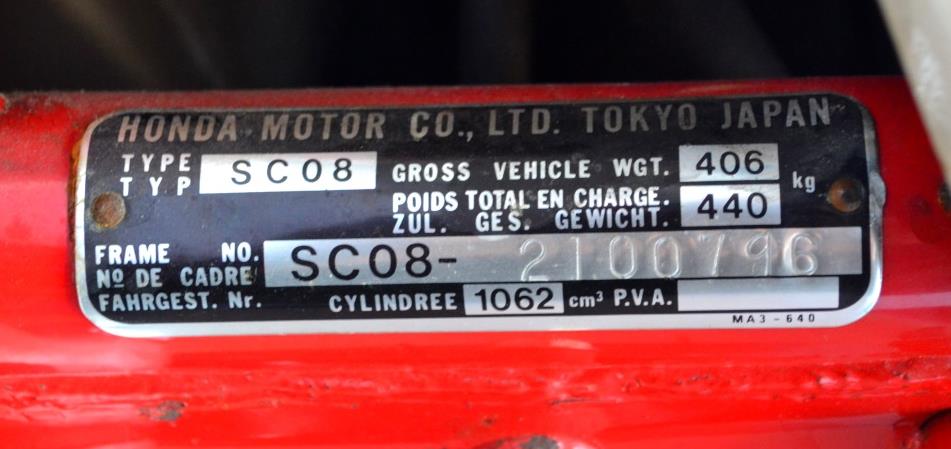 HONDA MOTOR CO., LTD. TOKYO JAPAN
TYPE
TYP
SC08
GROSS VEHICLE WGT. 406
POIDS TOTAL EN CHARGE.
ZUL. GES. GEWICHT. 440
kg
FRAME NO.
Nº DE CADRE
FAHRGEST. Nr.
SC08- 2100796
CYLINDREE 1062 cm³ P.V.A.
MA3-640